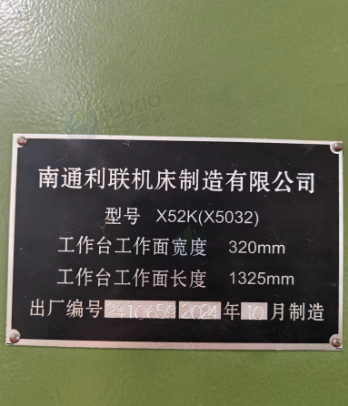 南通利联机床制造有限公司
型号 X52K(X5032)
工作台工作面宽度 320mm
工作台工作面长度 1325mm
出厂编号 2410659 2024 年 10 月制造